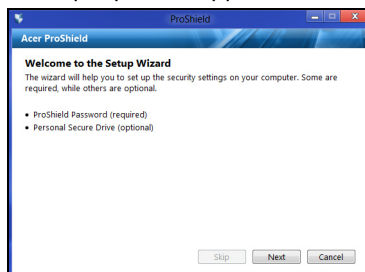 ProShield
Acer ProShield
Welcome to the Setup Wizard
The wizard will help you to set up the security settings on your computer. Some are
required, while others are optional.
• ProShield Password (required)
• Personal Secure Drive (optional)
Skip Next Cancel